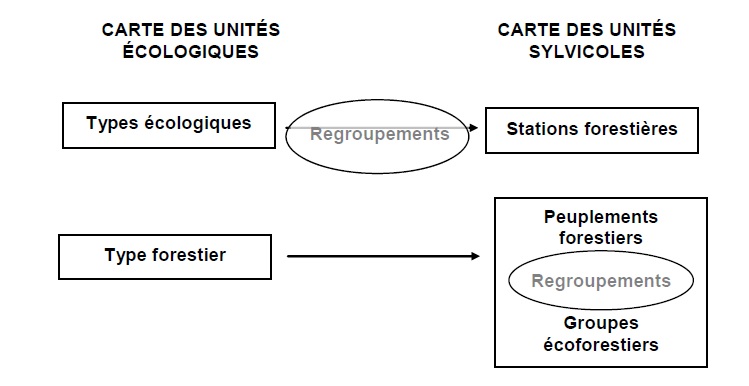 CARTE DES UNITÉS
ÉCOLOGIQUES
CARTE DES UNITÉS
SYLVICOLES
Types écologiques
Regroupements
Stations forestières
Type forestier
Peuplements
forestiers
Regroupements
Groupes
écoforestiers